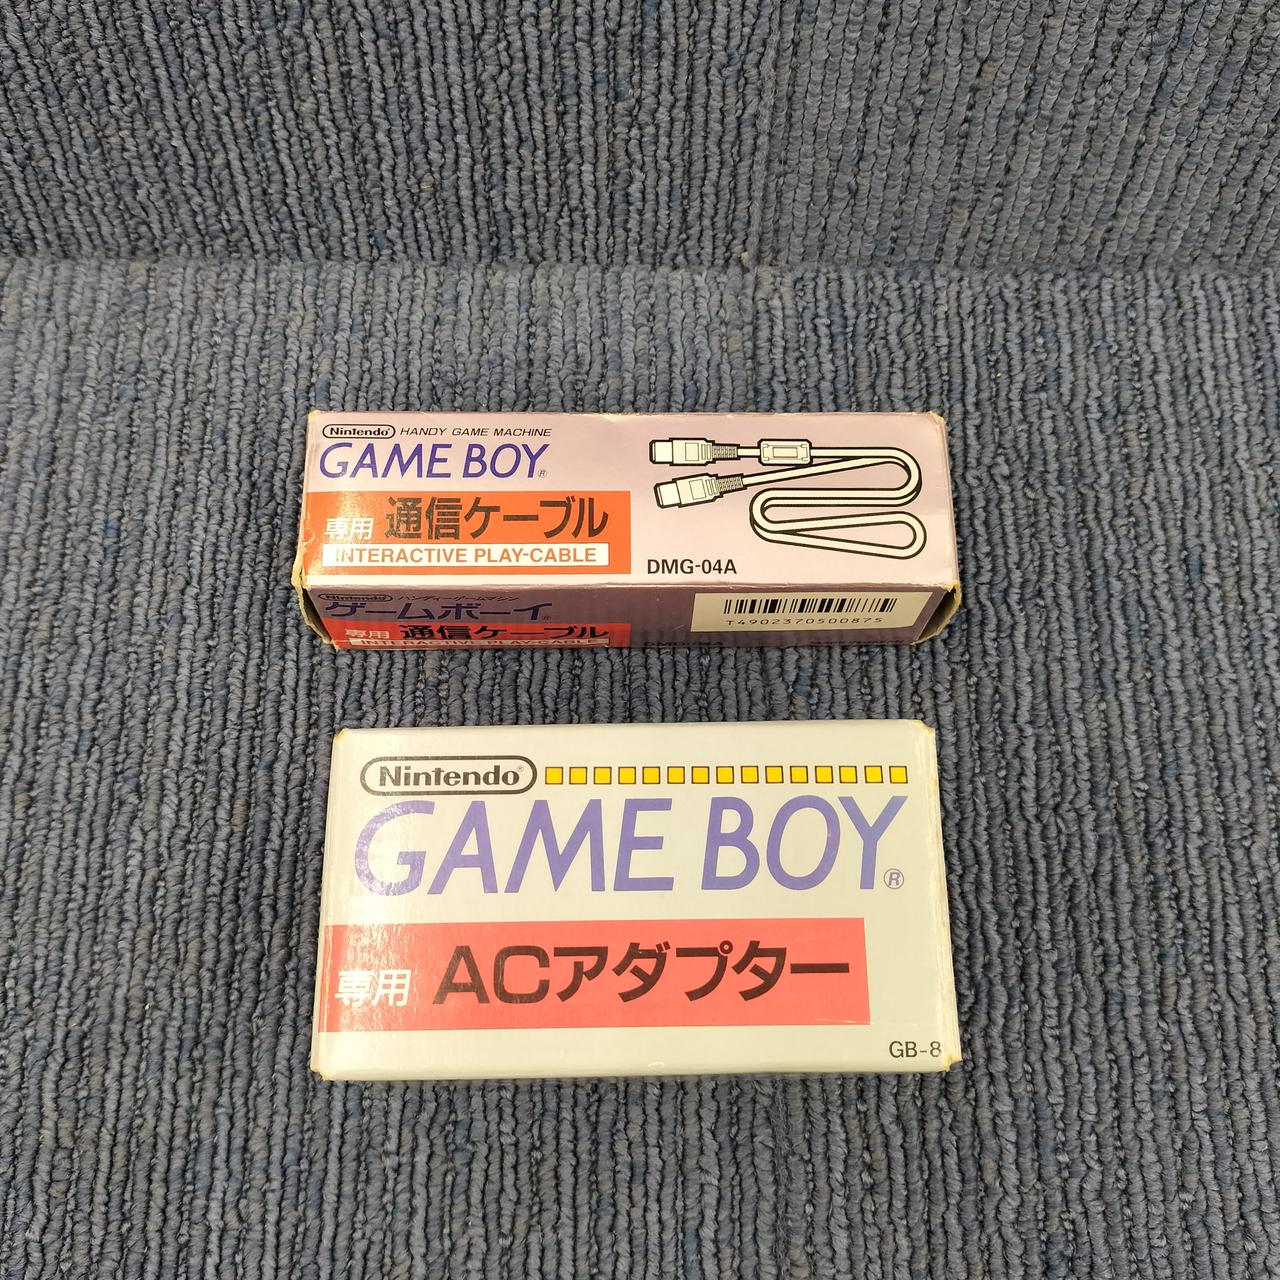 Nintendo® HANDY GAME MACHINE
GAME BOY®
専用 通信ケーブル
INTERACTIVE PLAY-CABLE
DMG-04A
Nintendo® ハンディーゲームマシン
ゲームボーイ®
専用 通信ケーブル
INTERACTIVE PLAY-CABLE
T4902370500875
Nintendo®
GAME BOY®
専用 ACアダプター
GB-8